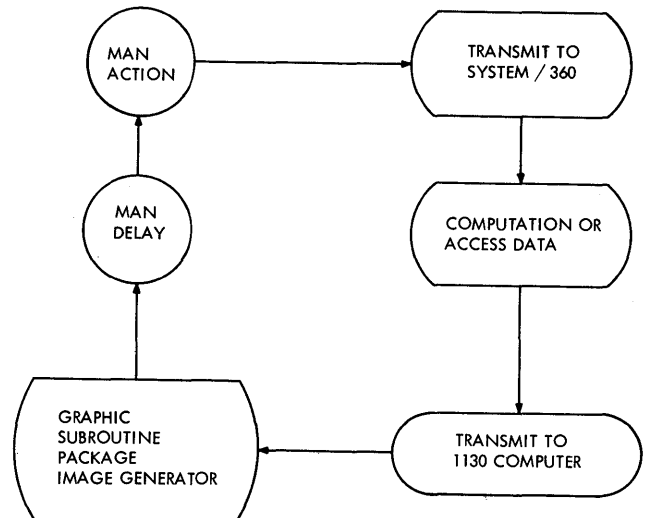 MAN
ACTION
TRANSMIT TO
SYSTEM / 360
MAN
DELAY
COMPUTATION OR
ACCESS DATA
GRAPHIC
SUBROUTINE
PACKAGE
IMAGE GENERATOR
TRANSMIT TO
1130 COMPUTER